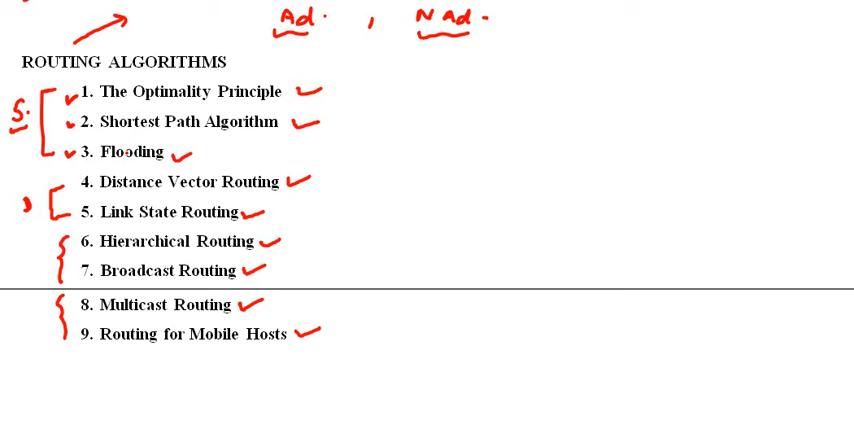 Ad. , N Ad.
ROUTING ALGORITHMS
S. 1. The Optimality Principle
2. Shortest Path Algorithm
3. Flooding
4. Distance Vector Routing
5. Link State Routing
6. Hierarchical Routing
7. Broadcast Routing
8. Multicast Routing
9. Routing for Mobile Hosts